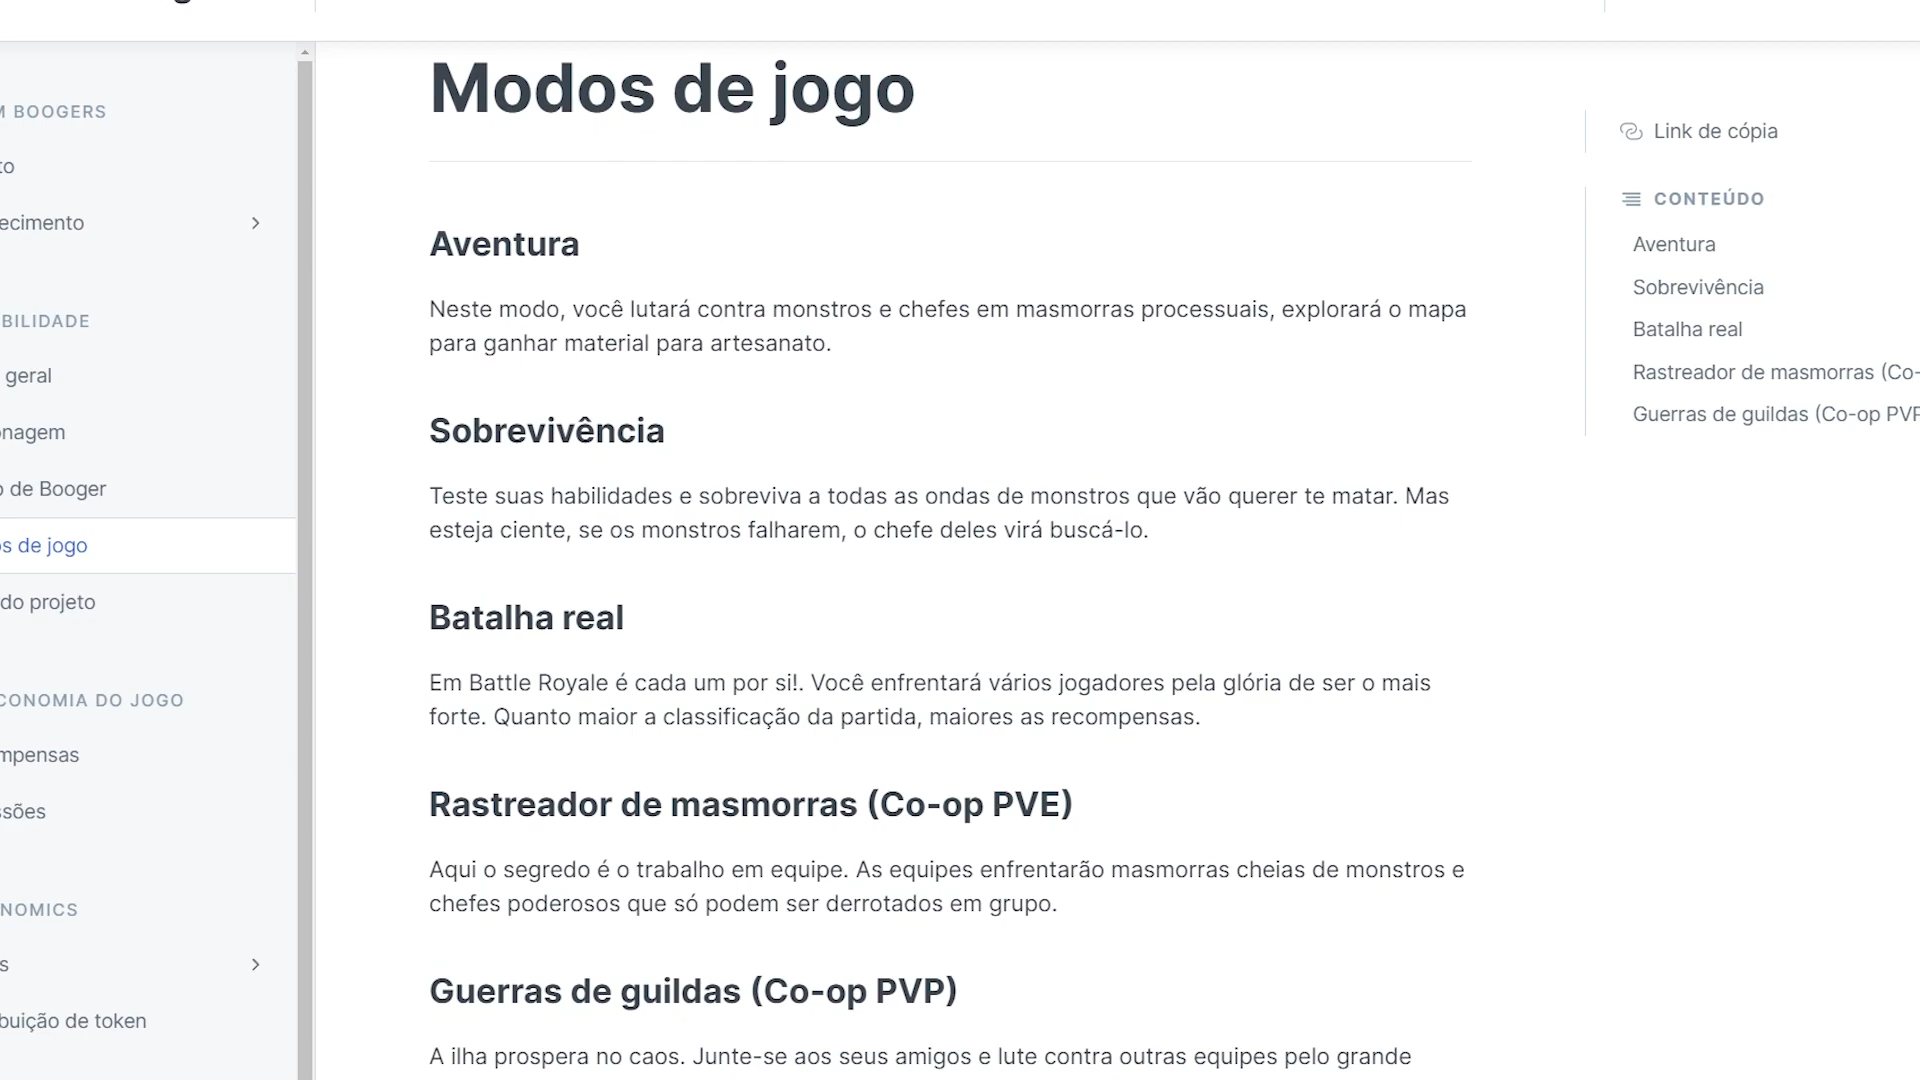 M BOOGERS
to
ecimento
BILIDADE
geral
onagem
o de Booger
os de jogo
do projeto
CONOMIA DO JOGO
mpensas
ssões
NOMICS
s
buição de token
Modos de jogo
Aventura
Neste modo, você lutará contra monstros e chefes em masmorras processuais, explorará o mapa
para ganhar material para artesanato.
Sobrevivência
Teste suas habilidades e sobreviva a todas as ondas de monstros que vão querer te matar. Mas
esteja ciente, se os monstros falharem, o chefe deles virá buscá-lo.
Batalha real
Em Battle Royale é cada um por si!. Você enfrentará vários jogadores pela glória de ser o mais
forte. Quanto maior a classificação da partida, maiores as recompensas.
Rastreador de masmorras (Co-op PVE)
Aqui o segredo é o trabalho em equipe. As equipes enfrentarão masmorras cheias de monstros e
chefes poderosos que só podem ser derrotados em grupo.
Guerras de guildas (Co-op PVP)
A ilha prospera no caos. Junte-se aos seus amigos e lute contra outras equipes pelo grande
Link de cópia
CONTEÚDO
Aventura
Sobrevivência
Batalha real
Rastreador de masmorras (Co-
Guerras de guildas (Co-op PVP